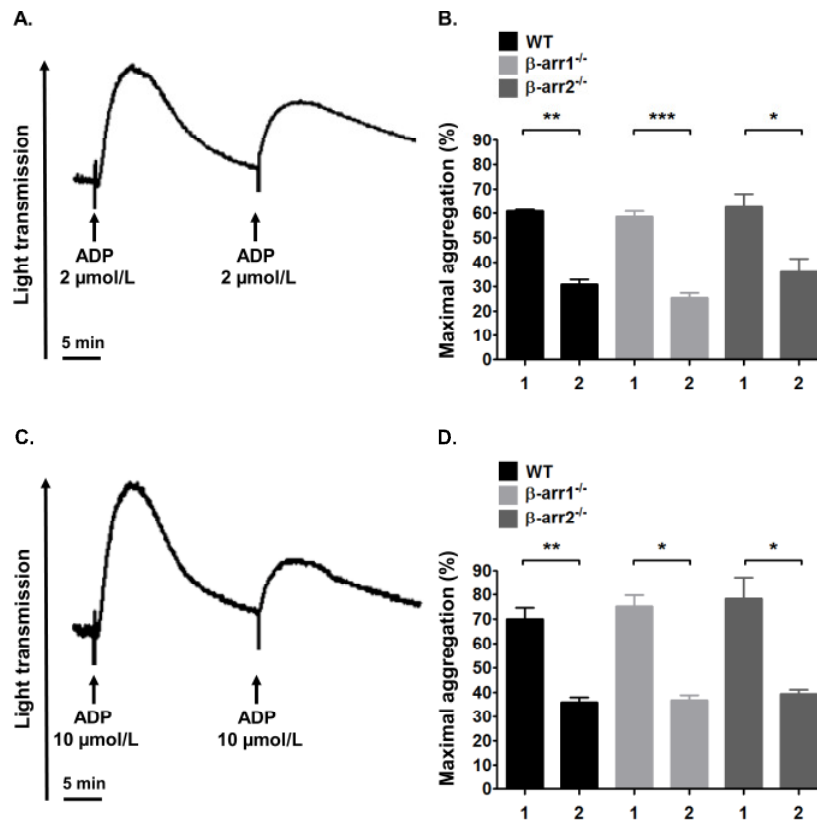 A.
Light transmission
ADP
2 µmol/L
ADP
2 µmol/L
5 min
B.
WT
β-arr1-/-
β-arr2-/-
** *** *
Maximal aggregation (%)
90
80
70
60
50
40
30
20
10
0
1 2 1 2 1 2
C.
Light transmission
ADP
10 µmol/L
ADP
10 µmol/L
5 min
D.
WT
β-arr1-/-
β-arr2-/-
** * *
Maximal aggregation (%)
90
80
70
60
50
40
30
20
10
0
1 2 1 2 1 2